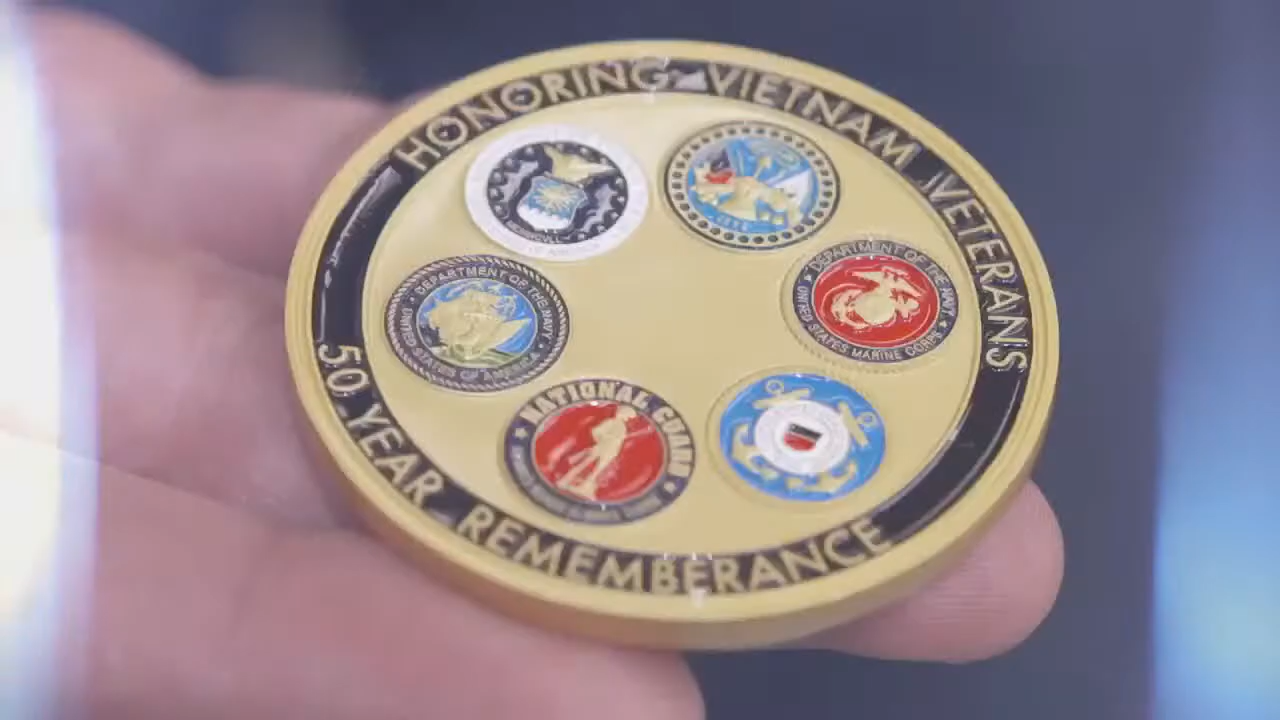 HONORING VIETNAM VETERANS
50 YEAR REMEMBERANCE
DEPARTMENT OF THE NAVY
UNITED STATES OF AMERICA
DEPARTMENT OF THE NAVY
UNITED STATES MARINE CORPS
NATIONAL GUARD